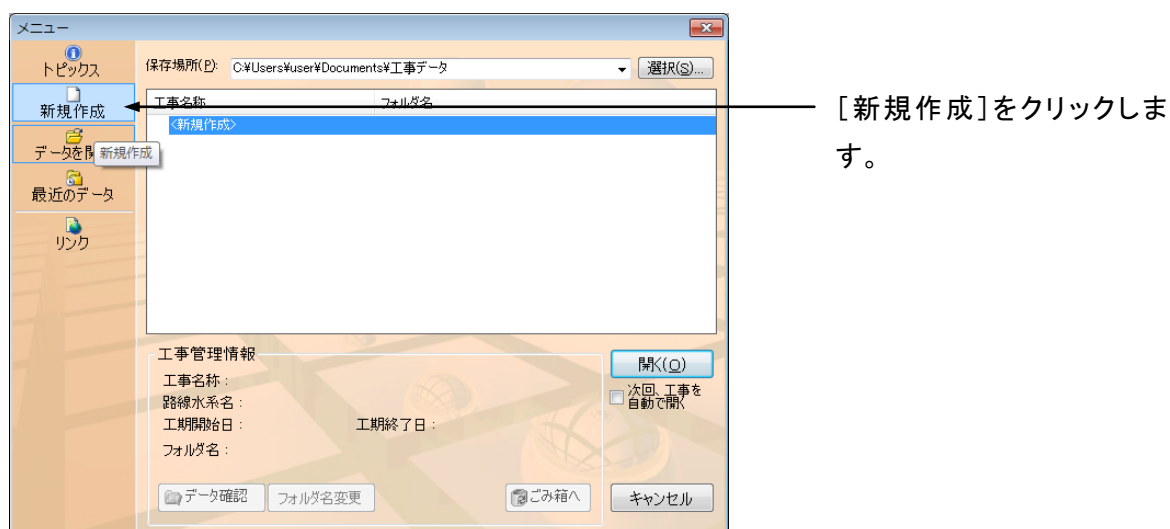 メニュー
トピックス
新規作成
データを開
新規作成
最近のデータ
リンク
保存場所(P):
C:¥Users¥user¥Documents¥工事データ
選択(S)...
工事名称
フォルダ名
<新規作成>
工事管理情報
工事名称:
路線水系名:
工期開始日:
工期終了日:
フォルダ名:
開く(O)
次回、工事を
自動で開く
データ確認
フォルダ名変更
ごみ箱へ
キャンセル
[新規作成]をクリックしま
す。